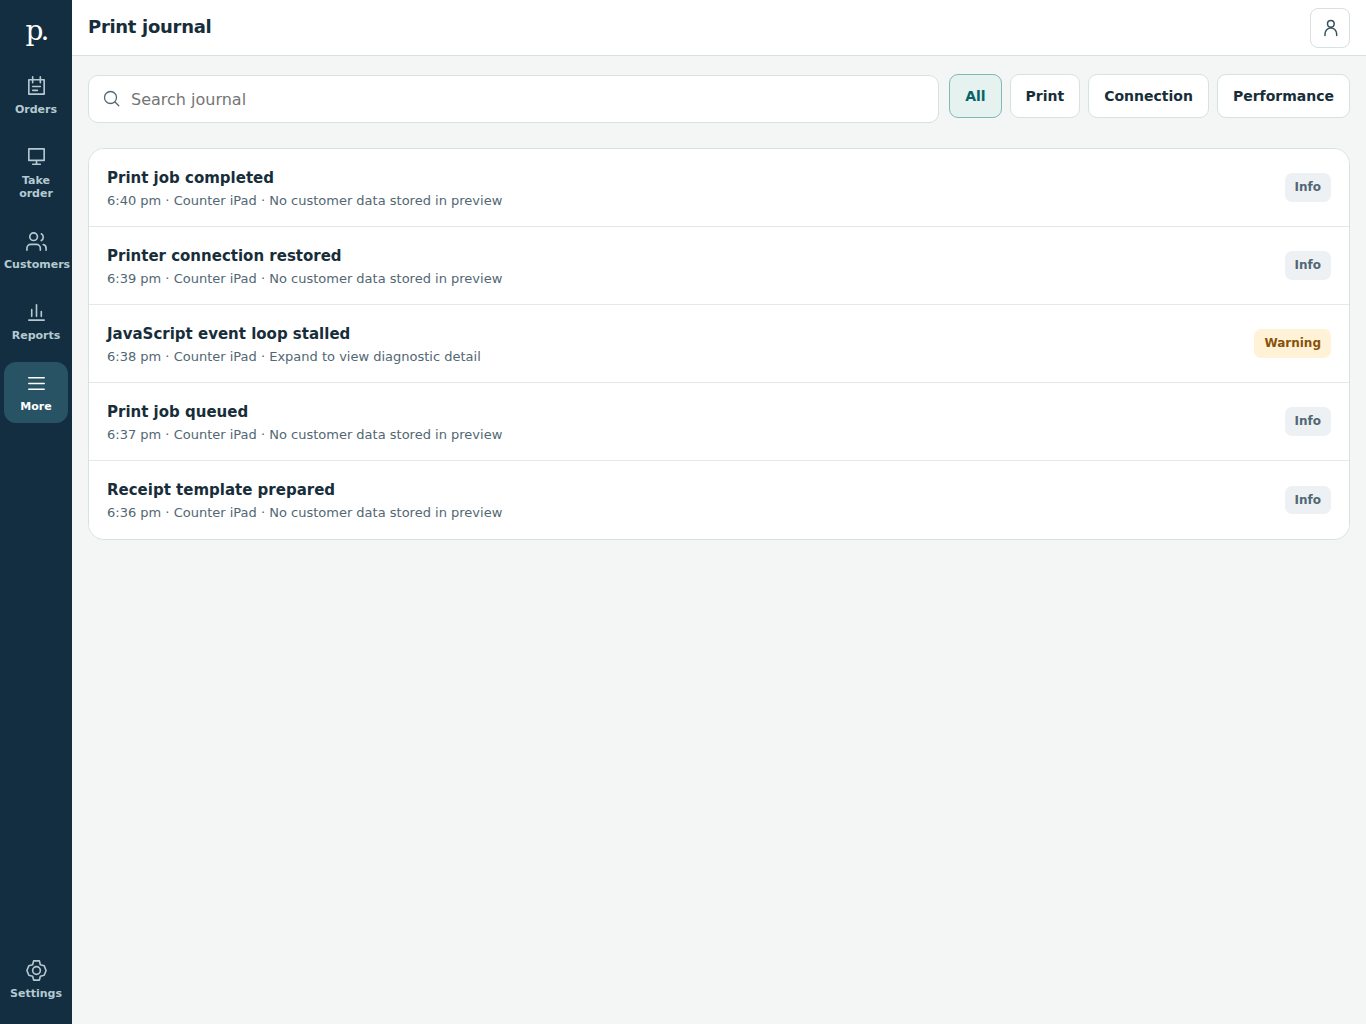 p.
Print journal
Orders
Take
order
Customers
Reports
More
Settings
Search journal
All
Print
Connection
Performance
Print job completed
6:40 pm · Counter iPad · No customer data stored in preview
Info
Printer connection restored
6:39 pm · Counter iPad · No customer data stored in preview
Info
JavaScript event loop stalled
6:38 pm · Counter iPad · Expand to view diagnostic detail
Warning
Print job queued
6:37 pm · Counter iPad · No customer data stored in preview
Info
Receipt template prepared
6:36 pm · Counter iPad · No customer data stored in preview
Info